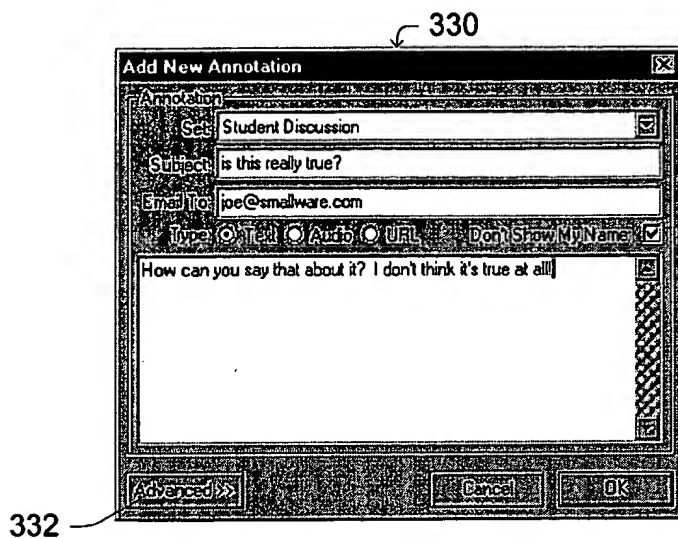 330
Add New Annotation
Annotation
Set: Student Discussion
Subject: is this really true?
Email To: joe@smallware.com
Type: Text Audio URL Don't Show My Name:
How can you say that about it? I don't think it's true at all!
Advanced >> Cancel OK
332